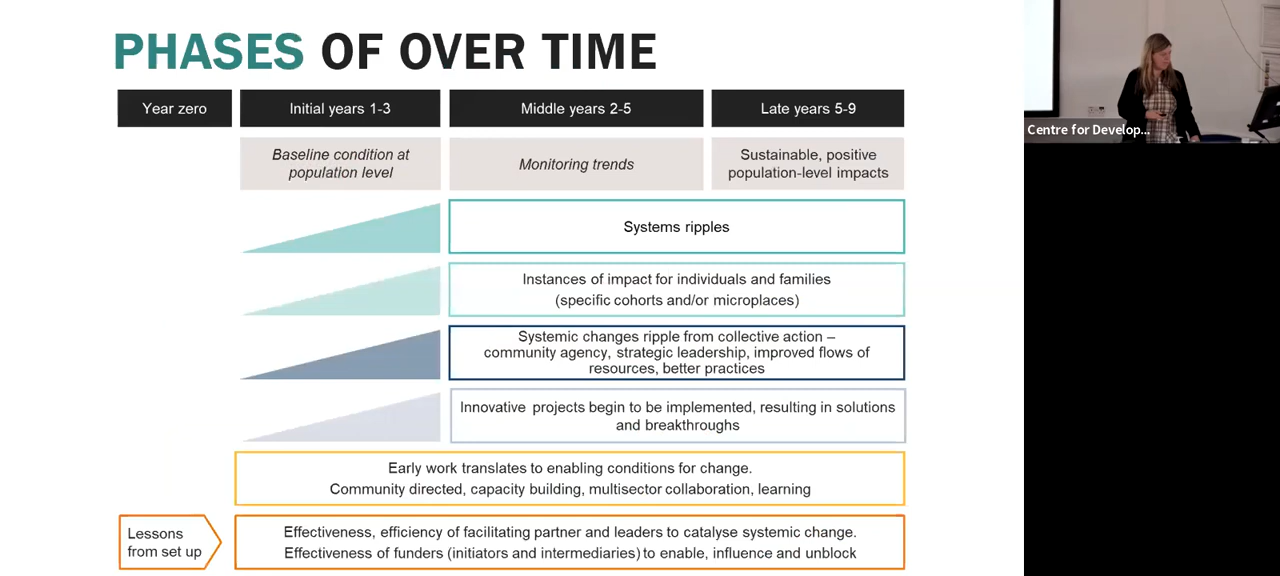 PHASES OF OVER TIME
Year zero
Initial years 1-3
Middle years 2-5
Late years 5-9
Baseline condition at
population level
Monitoring trends
Sustainable, positive
population-level impacts
Systems ripples
Instances of impact for individuals and families
(specific cohorts and/or microplaces)
Systemic changes ripple from collective action –
community agency, strategic leadership, improved flows of
resources, better practices
Innovative projects begin to be implemented, resulting in solutions
and breakthroughs
Early work translates to enabling conditions for change.
Community directed, capacity building, multisector collaboration, learning
Lessons
from set up
Effectiveness, efficiency of facilitating partner and leaders to catalyse systemic change.
Effectiveness of funders (initiators and intermediaries) to enable, influence and unblock
Centre for Develop...